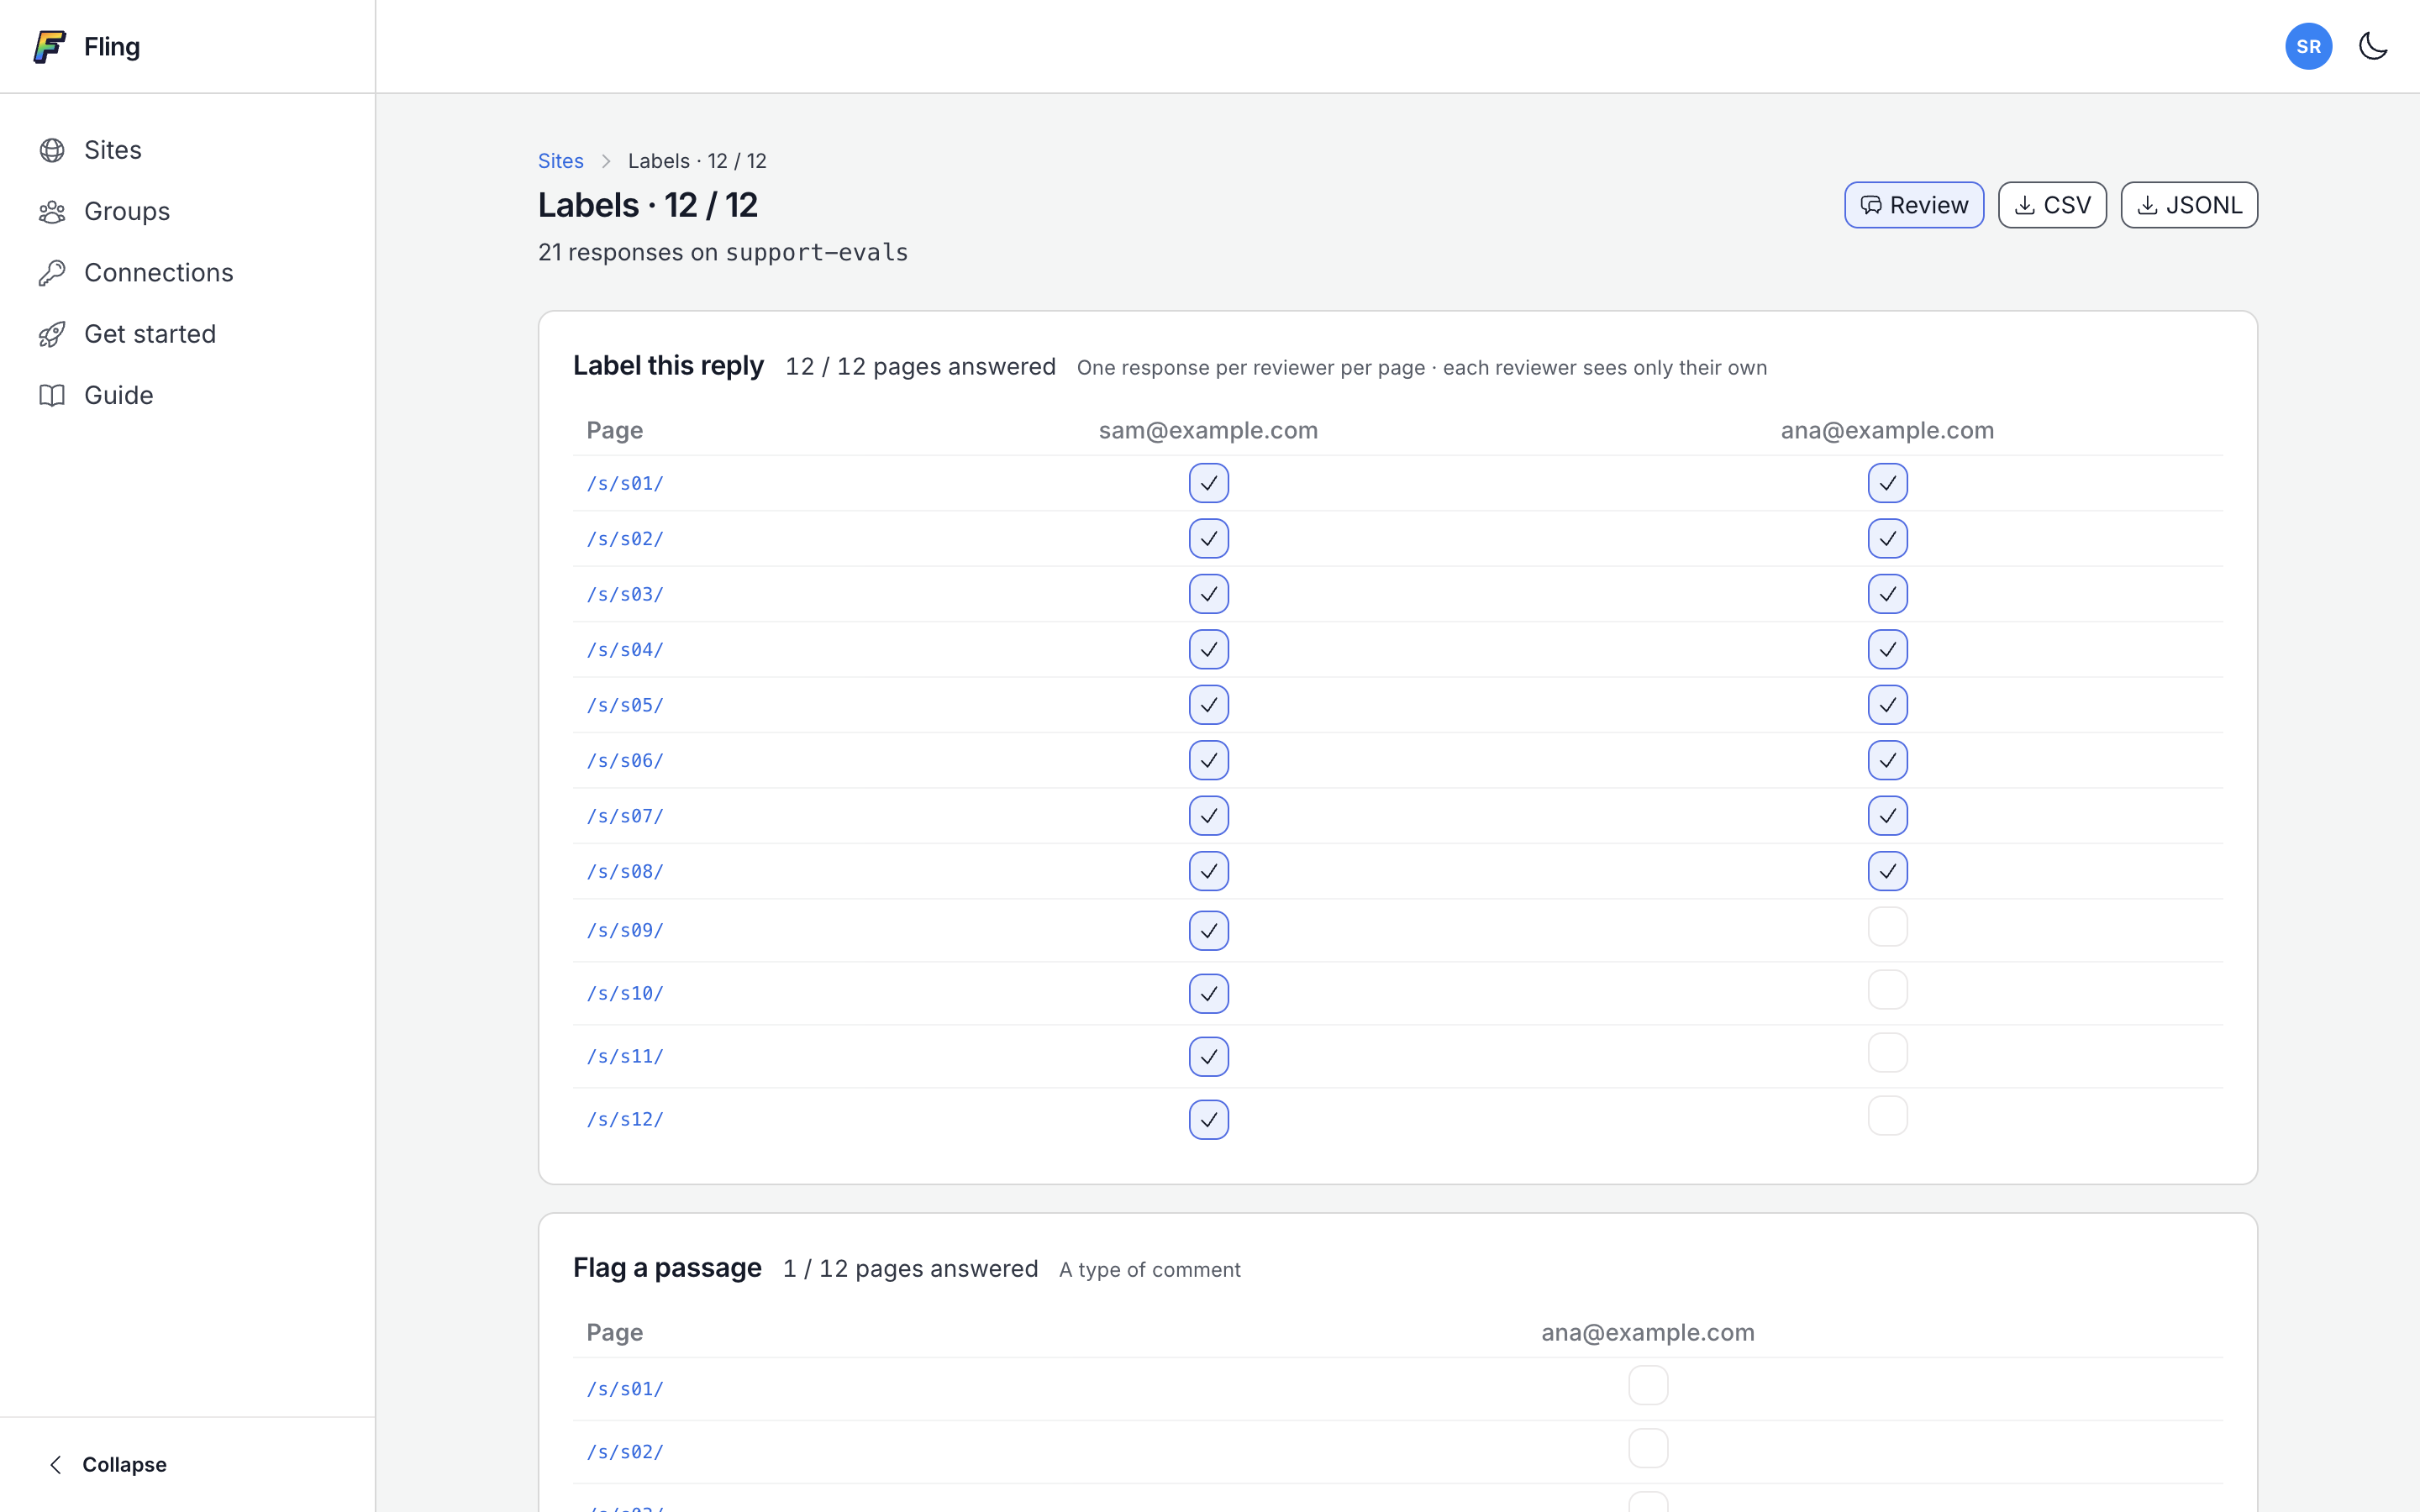 Fling
SR
Sites
Groups
Connections
Get started
Guide
Collapse
Sites > Labels · 12 / 12
Labels · 12 / 12
21 responses on support-evals
Review
CSV
JSONL
Label this reply 12 / 12 pages answered One response per reviewer per page · each reviewer sees only their own
Page sam@example.com ana@example.com
/s/s01/
/s/s02/
/s/s03/
/s/s04/
/s/s05/
/s/s06/
/s/s07/
/s/s08/
/s/s09/
/s/s10/
/s/s11/
/s/s12/
Flag a passage 1 / 12 pages answered A type of comment
Page ana@example.com
/s/s01/
/s/s02/